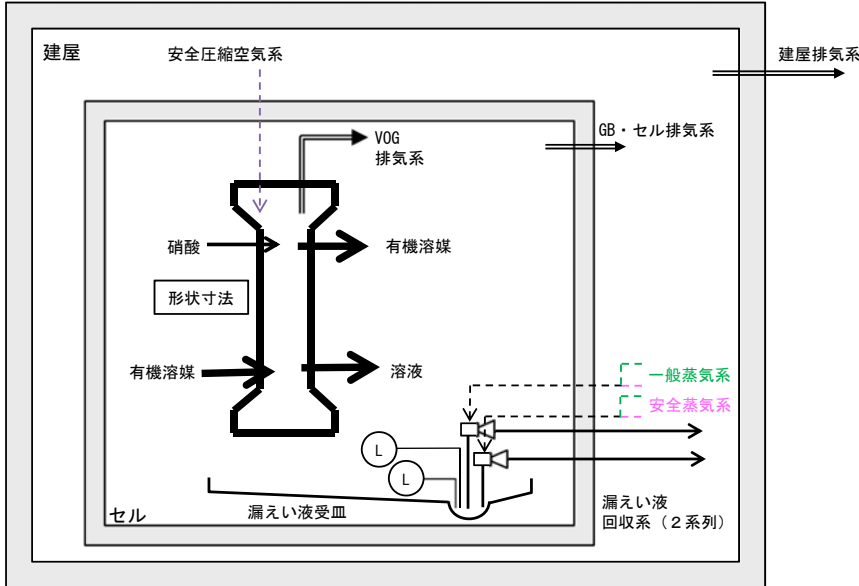 建屋
安全圧縮空気系
建屋排気系
GB・セル排気系
VOG
排気系
硝酸
有機溶媒
形状寸法
有機溶媒
溶液
一般蒸気系
安全蒸気系
L
L
セル
漏えい液受皿
漏えい液
回収系（２系列）